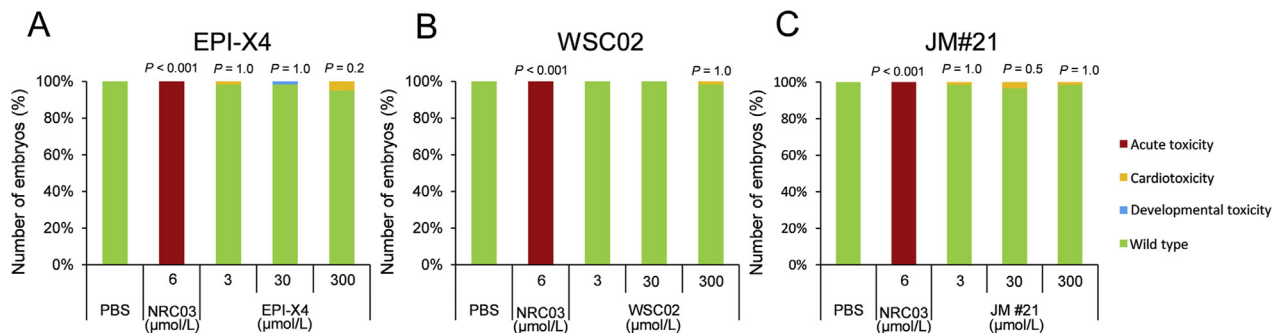 A
EPI-X4
P < 0.001 P = 1.0 P = 1.0 P = 0.2
Number of embryos (%)
100%
80%
60%
40%
20%
0%
6 3 30 300
PBS NRC03 EPI-X4
(µmol/L) (µmol/L)
B
WSC02
P < 0.001 P = 1.0
Number of embryos (%)
100%
80%
60%
40%
20%
0%
6 3 30 300
PBS NRC03 WSC02
(µmol/L) (µmol/L)
C
JM#21
P < 0.001 P = 1.0 P = 0.5 P = 1.0
Number of embryos (%)
100%
80%
60%
40%
20%
0%
6 3 30 300
PBS NRC03 JM #21
(µmol/L) (µmol/L)
Acute toxicity
Cardiotoxicity
Developmental toxicity
Wild type